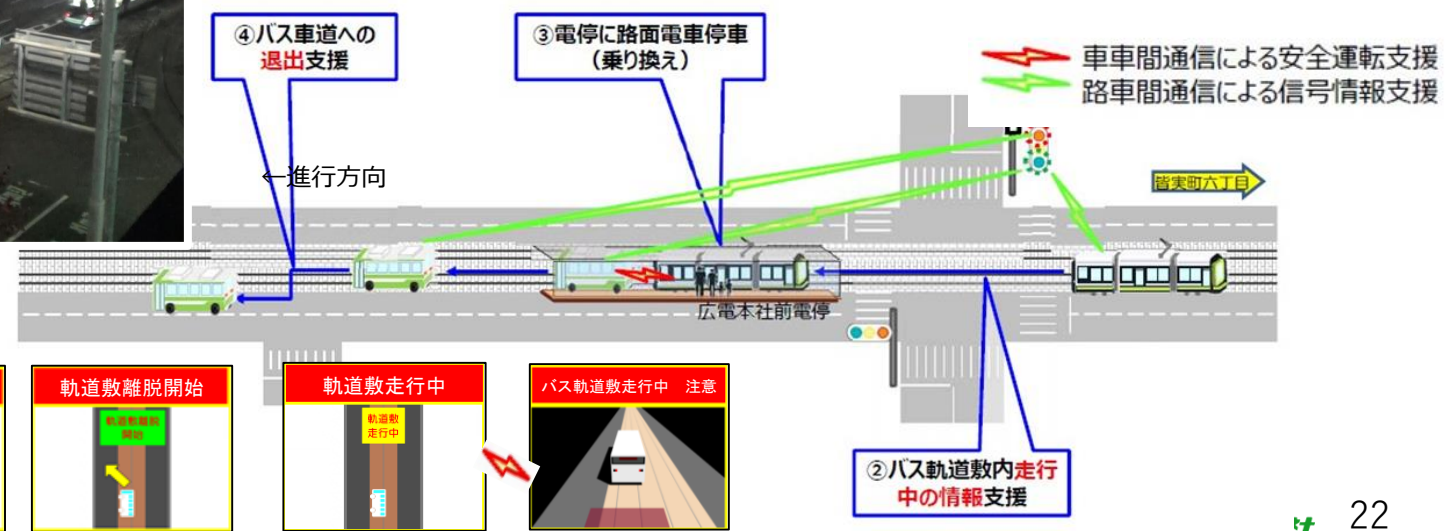 ④バス車道への
退出支援
③電停に路面電車停車
（乗り換え）
車車間通信による安全運転支援
路車間通信による信号情報支援
←進行方向
皆実町六丁目
広電本社前電停
軌道敷離脱開始
軌道敷離脱
開始
軌道敷走行中
軌道敷
走行中
バス軌道敷走行中　注意
②バス軌道敷内走行
中の情報支援
22